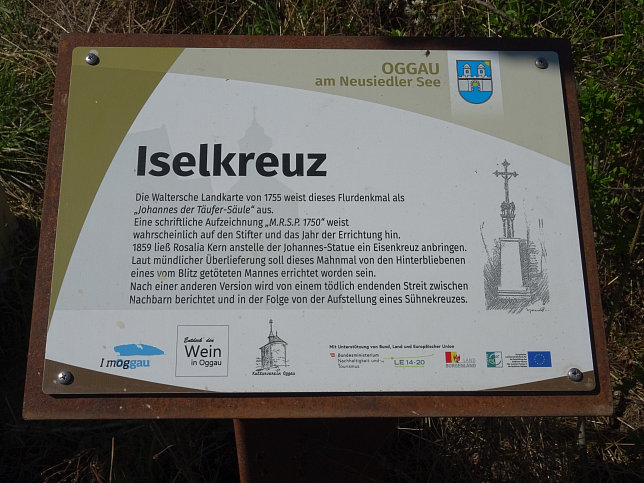 OGGAU
am Neusiedler See
Iselkreuz
Die Waltersche Landkarte von 1755 weist dieses Flurdenkmal als
„Johannes der Täufer-Säule“ aus.
Eine schriftliche Aufzeichnung „M.R.S.P. 1750“ weist
wahrscheinlich auf den Stifter und das Jahr der Errichtung hin.
1859 ließ Rosalia Kern anstelle der Johannes-Statue ein Eisenkreuz anbringen.
Laut mündlicher Überlieferung soll dieses Mahnmal von den Hinterbliebenen
eines vom Blitz getöteten Mannes errichtet worden sein.
Nach einer anderen Version wird von einem tödlich endenden Streit zwischen
Nachbarn berichtet und in der Folge von der Aufstellung eines Sühnekreuzes.
I moggau
Entdeck den
Wein
in Oggau
Kulturverein Oggau
Mit Unterstützung von Bund, Land und Europäischer Union
Bundesministerium
Nachhaltigkeit und
Tourismus
LE 14-20
LAND
BURGENLAND